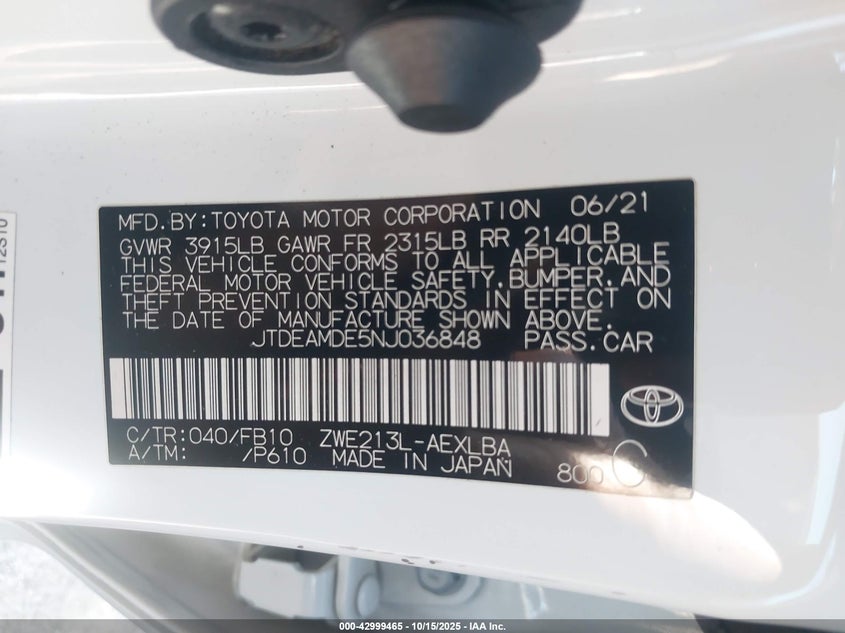 MFD.BY:TOYOTA MOTOR CORPORATION 06/21
GVWR 3915LB GAWR FR 2315LB RR 2140LB
THIS VEHICLE CONFORMS TO ALL APPLICABLE
FEDERAL MOTOR VEHICLE SAFETY,BUMPER,AND
THEFT PREVENTION STANDARDS IN EFFECT ON
THE DATE OF MANUFACTURE SHOWN ABOVE.
JTDEAMDE5NJ036848 PASS.CAR
C/TR:040/FB10 ZWE213L-AEXLBA
A/TM: /P610 MADE IN JAPAN 800 C
000-42999465 | 10/15/2025 - IAA Inc.